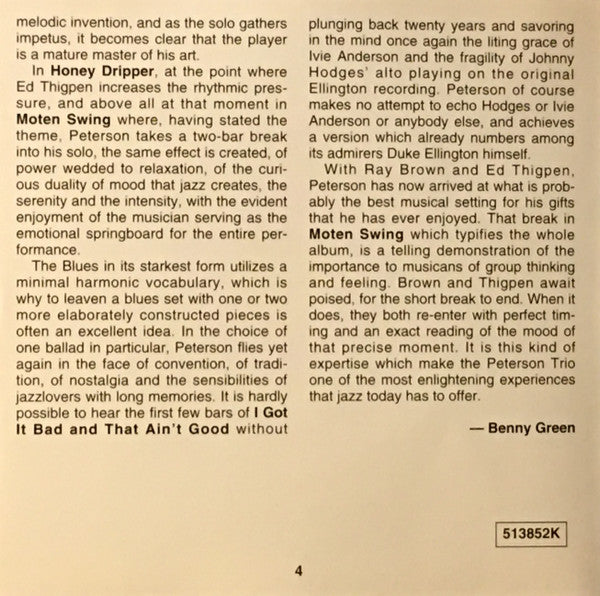 melodic invention, and as the solo gathers
impetus, it becomes clear that the player
is a mature master of his art.
In Honey Dripper, at the point where
Ed Thigpen increases the rhythmic pres-
sure, and above all at that moment in
Moten Swing where, having stated the
theme, Peterson takes a two-bar break
into his solo, the same effect is created, of
power wedded to relaxation, of the curi-
ous duality of mood that jazz creates, the
serenity and the intensity, with the evident
enjoyment of the musician serving as the
emotional springboard for the entire per-
formance.
The Blues in its starkest form utilizes a
minimal harmonic vocabulary, which is
why to leaven a blues set with one or two
more elaborately constructed pieces is
often an excellent idea. In the choice of
one ballad in particular, Peterson flies yet
again in the face of convention, of tradi-
tion, of nostalgia and the sensibilities of
jazzlovers with long memories. It is hardly
possible to hear the first few bars of I Got
It Bad and That Ain't Good without
plunging back twenty years and savoring
in the mind once again the liting grace of
Ivie Anderson and the fragility of Johnny
Hodges' alto playing on the original
Ellington recording. Peterson of course
makes no attempt to echo Hodges or Ivie
Anderson or anybody else, and achieves
a version which already numbers among
its admirers Duke Ellington himself.
With Ray Brown and Ed Thigpen,
Peterson has now arrived at what is prob-
ably the best musical setting for his gifts
that he has ever enjoyed. That break in
Moten Swing which typifies the whole
album, is a telling demonstration of the
importance to musicians of group thinking
and feeling. Brown and Thigpen await
poised, for the short break to end. When it
does, they both re-enter with perfect tim-
ing and an exact reading of the mood of
that precise moment. It is this kind of
expertise which make the Peterson Trio
one of the most enlightening experiences
that jazz today has to offer.
— Benny Green
513852K
4